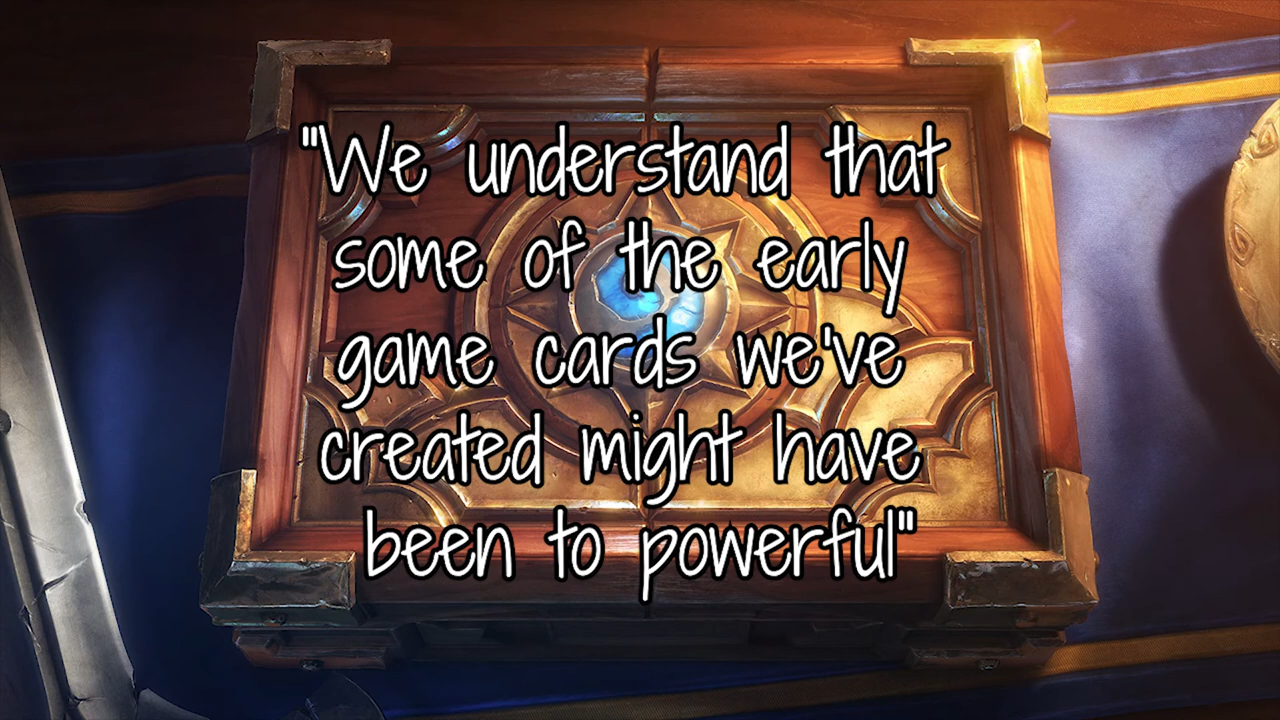 "We understand that
some of the early
game cards we've
created might have
been to powerful"